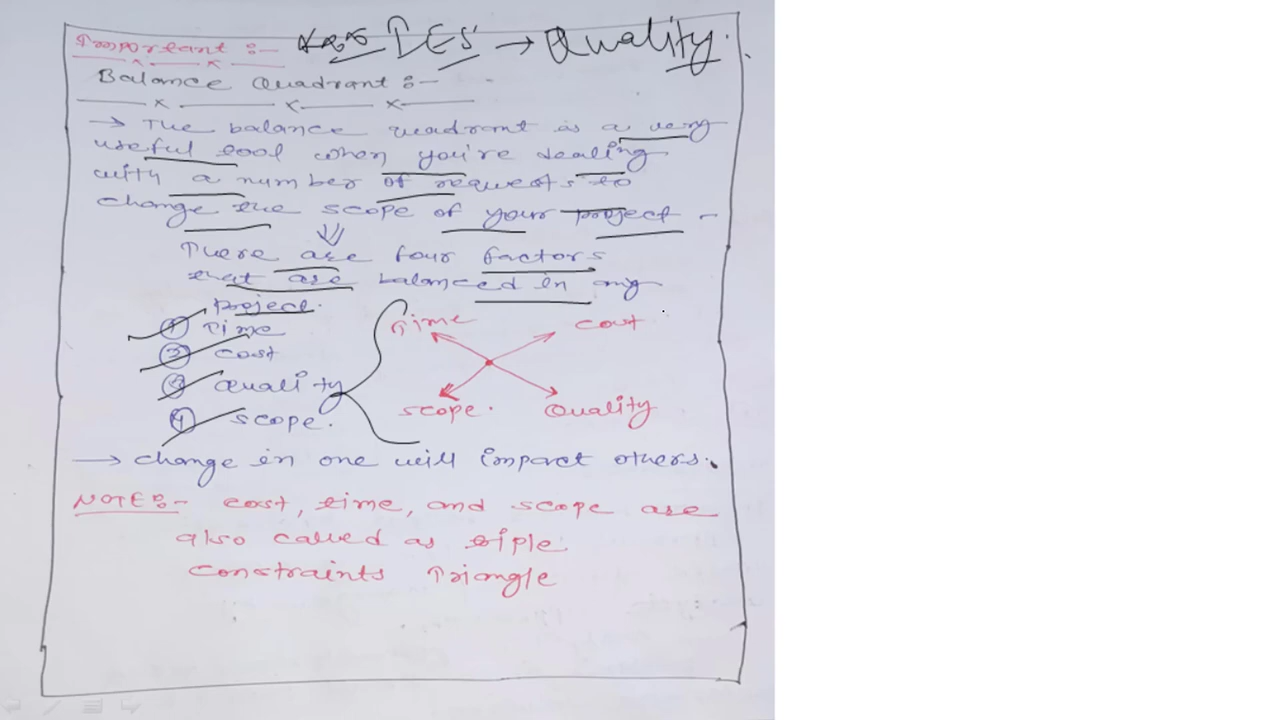 Important :- DES → Quality.
Balance Quadrant :-
→ The balance quadrant is a very
useful tool when you're dealing
with a number of requests to
change the scope of your project -
There are four factors
that are balanced in any
project.
① Time
② cost
③ Quality
④ scope.
Time cost
scope. Quality
→ change in one will impact others.
NOTE:- cost, time, and scope are
also called as triple
constraints Triangle